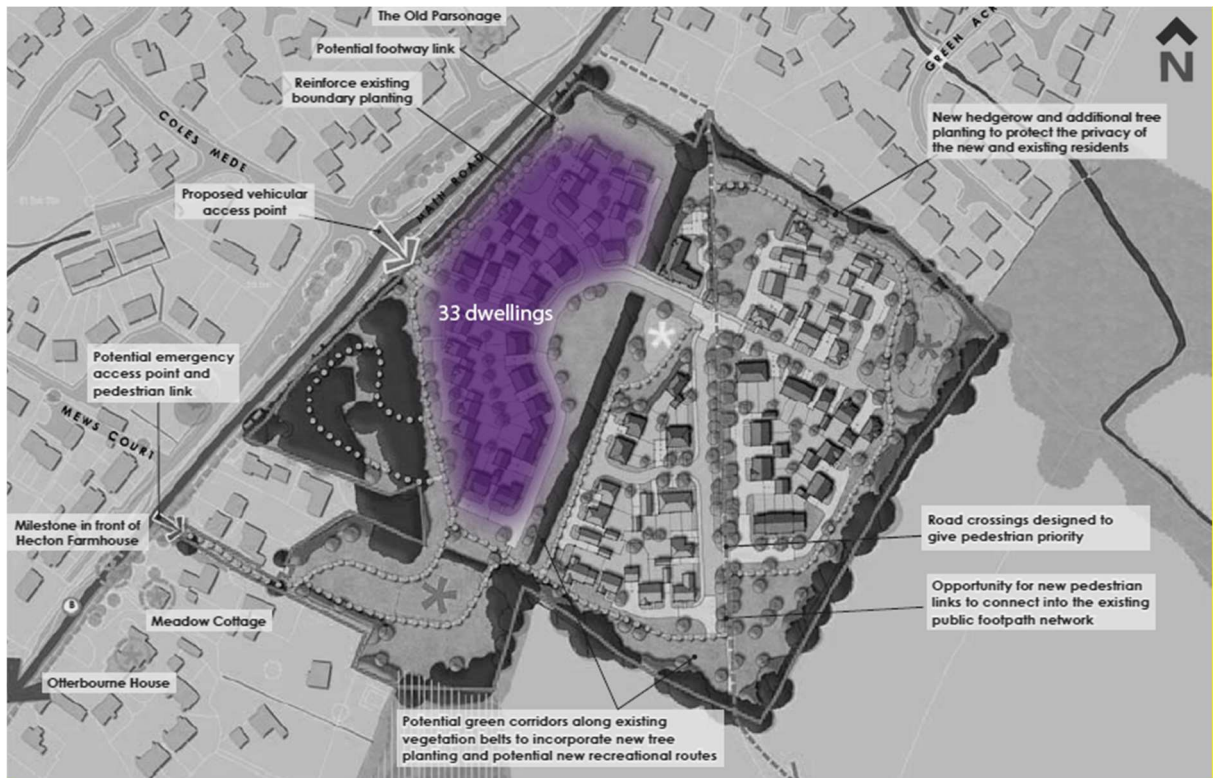 The Old Parsonage
Potential footway link
Reinforce existing
boundary planting
N
GREEN ACR
COLES MEDE
New hedgerow and additional tree
planting to protect the privacy of
the new and existing residents
MAIN ROAD
Proposed vehicular
access point
33 dwellings
Potential emergency
access point and
pedestrian link
MEWS COURT
Milestone in front of
Hecton Farmhouse
Road crossings designed to
give pedestrian priority
Opportunity for new pedestrian
links to connect into the existing
public footpath network
Meadow Cottage
Otterbourne House
Potential green corridors along existing
vegetation belts to incorporate new tree
planting and potential new recreational routes